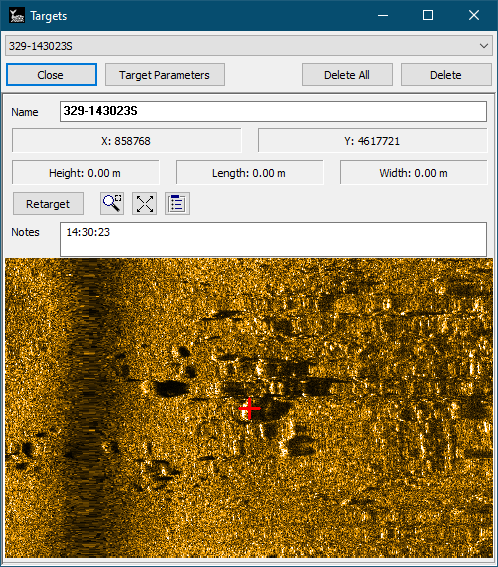 Targets
329-143023S
Close Target Parameters Delete All Delete
Name 329-143023S
X: 858768 Y: 4617721
Height: 0.00 m Length: 0.00 m Width: 0.00 m
Retarget
Notes 14:30:23